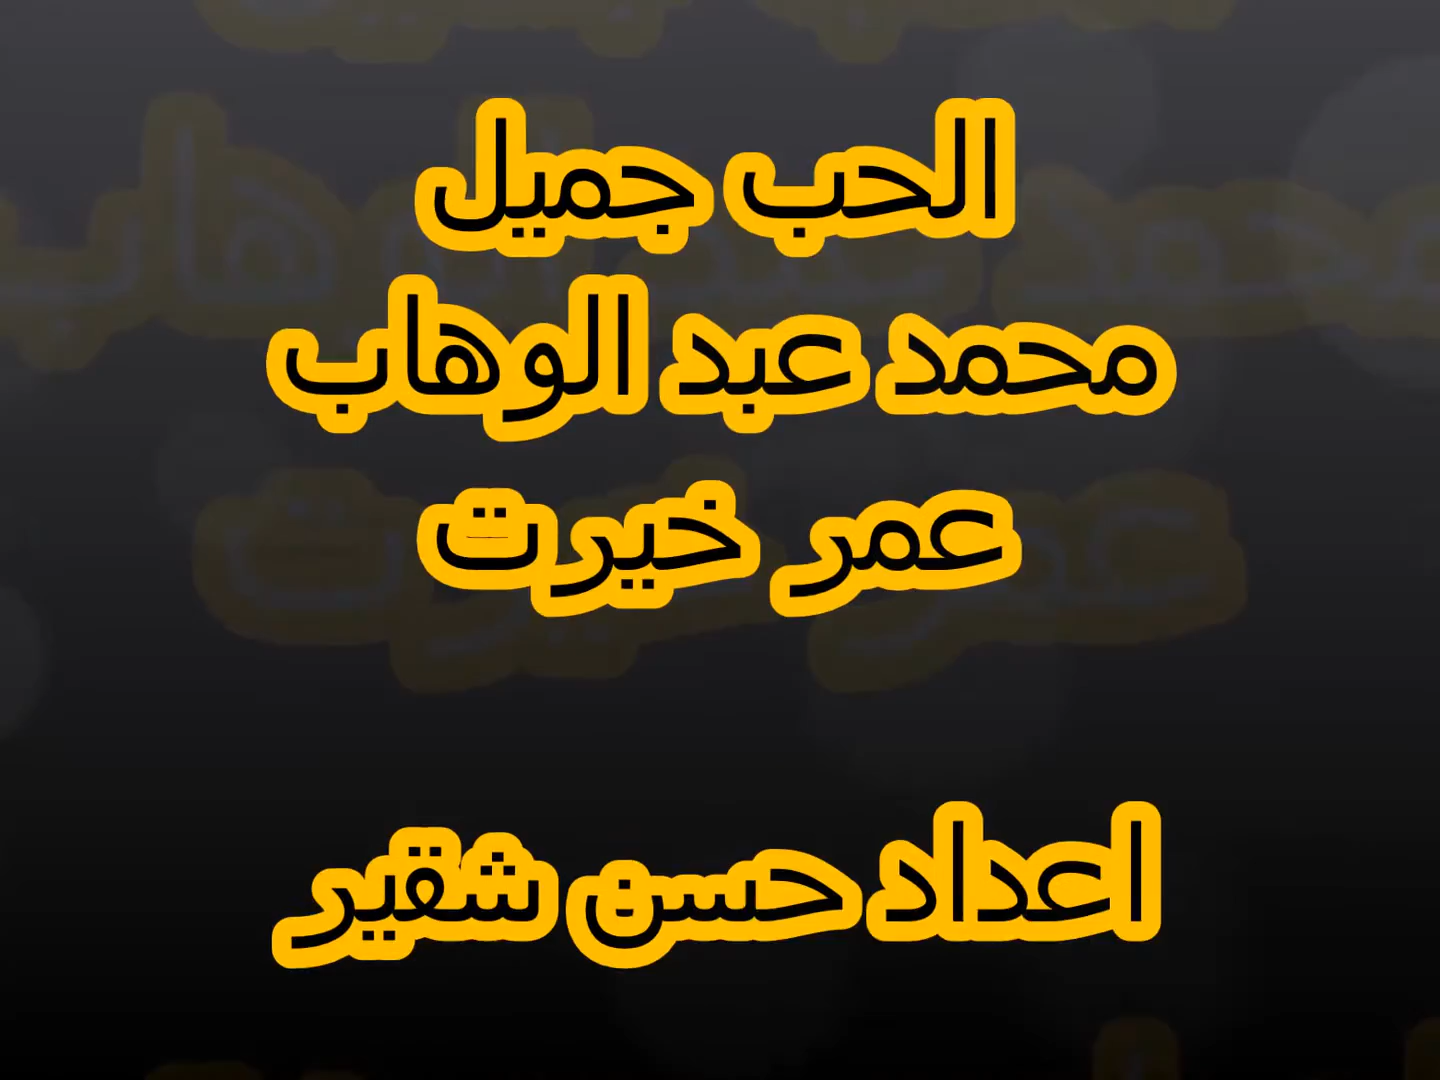 الحب جميل
محمد عبد الوهاب
عمر خيرت
اعداد حسن شقير